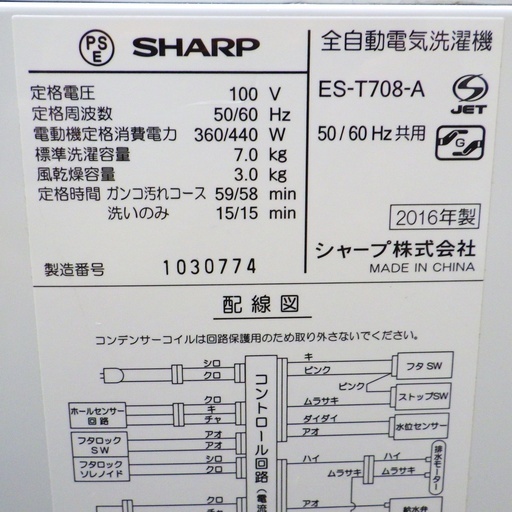 PS E SHARP
全自動電気洗濯機
定格電圧 100 V
定格周波数 50/60 Hz
電動機定格消費電力 360/440 W
標準洗濯容量 7.0 kg
風乾燥容量 3.0 kg
定格時間 ガンコ汚れコース 59/58 min
洗いのみ 15/15 min
製造番号 1030774
ES-T708-A
JET
50/60 Hz 共用
G
2016年製
シャープ株式会社
MADE IN CHINA
配線図
コンデンサーコイルは回路保護用のため取り外さないでください。
シロ
クロ
ホールセンサー
回路
クロ
キ
チャ
フタロック
SW
アオ
アオ
フタロック
ソレノイド
シロ
クロ
クロ
チャ
コントロール回路(電流
キ
ピンク
フタSW
ピンク
ムラサキ
ストップSW
ダイダイ
アオ
水位センサー
ハイ
ムラサキ
ハイ
ムラサキ
排水モーター
アオ
給水弁